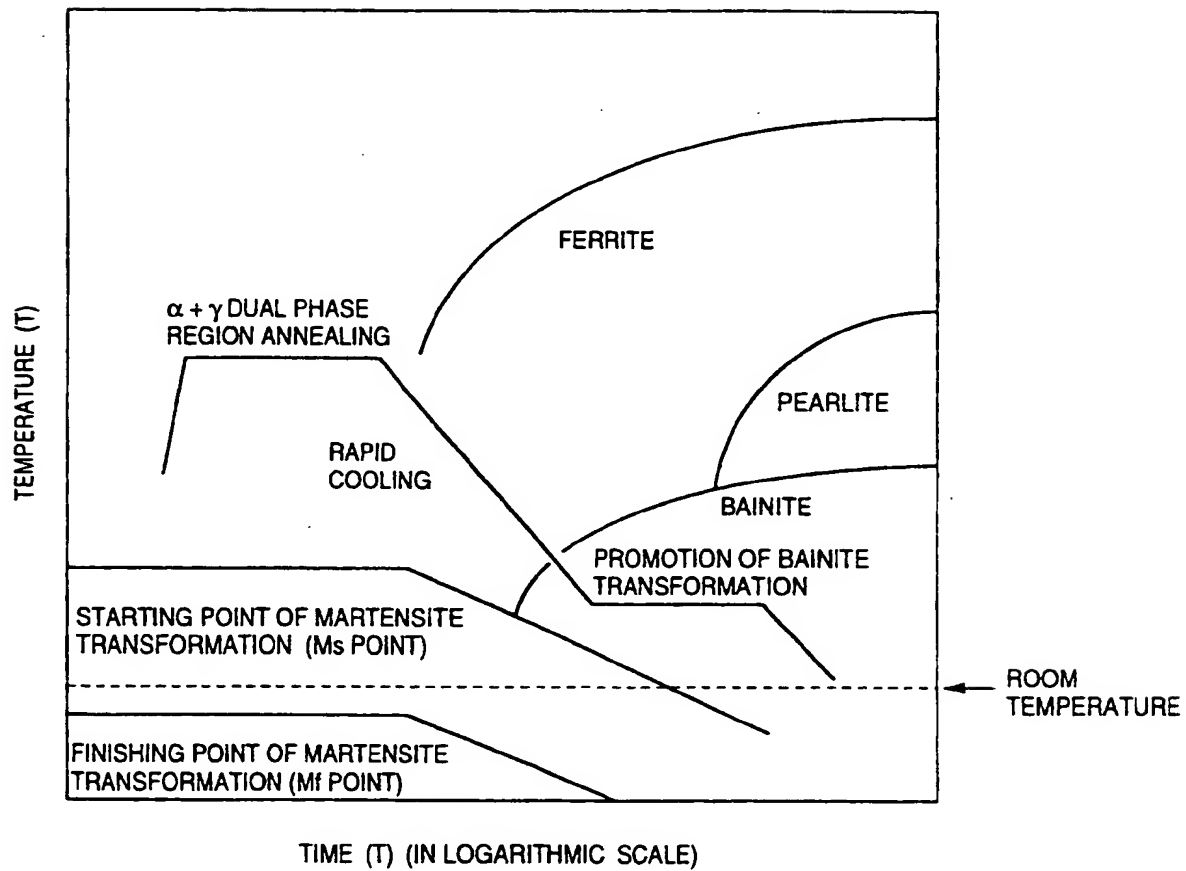 FERRITE
α + γ DUAL PHASE
REGION ANNEALING
TEMPERATURE (T)
PEARLITE
RAPID
COOLING
BAINITE
PROMOTION OF BAINITE
TRANSFORMATION
STARTING POINT OF MARTENSITE
TRANSFORMATION (Ms POINT)
ROOM
TEMPERATURE
FINISHING POINT OF MARTENSITE
TRANSFORMATION (Mf POINT)
TIME (T) (IN LOGARITHMIC SCALE)